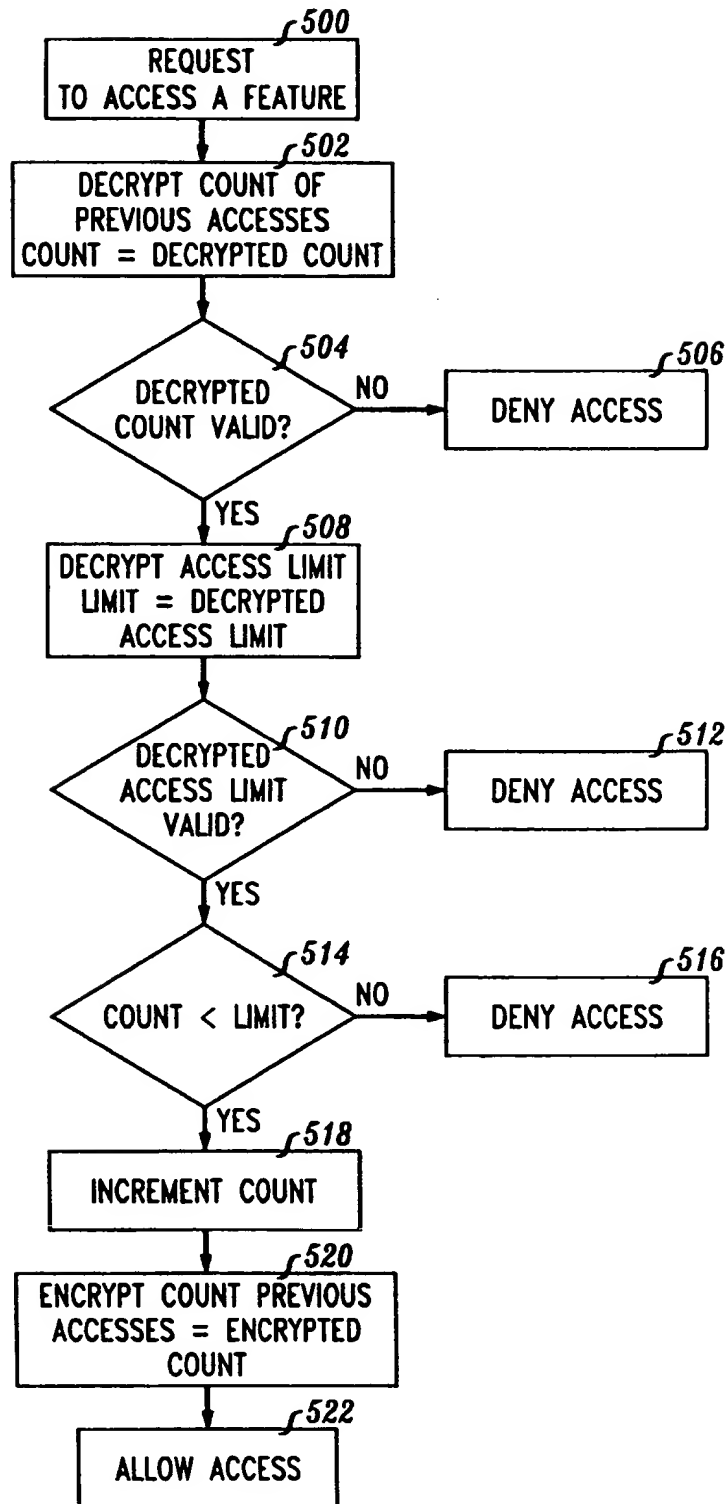 500
REQUEST
TO ACCESS A FEATURE
502
DECRYPT COUNT OF
PREVIOUS ACCESSES
COUNT = DECRYPTED COUNT
504
DECRYPTED
COUNT VALID?
NO
506
DENY ACCESS
YES
508
DECRYPT ACCESS LIMIT
LIMIT = DECRYPTED
ACCESS LIMIT
510
DECRYPTED
ACCESS LIMIT
VALID?
NO
512
DENY ACCESS
YES
514
COUNT < LIMIT?
NO
516
DENY ACCESS
YES
518
INCREMENT COUNT
520
ENCRYPT COUNT PREVIOUS
ACCESSES = ENCRYPTED
COUNT
522
ALLOW ACCESS